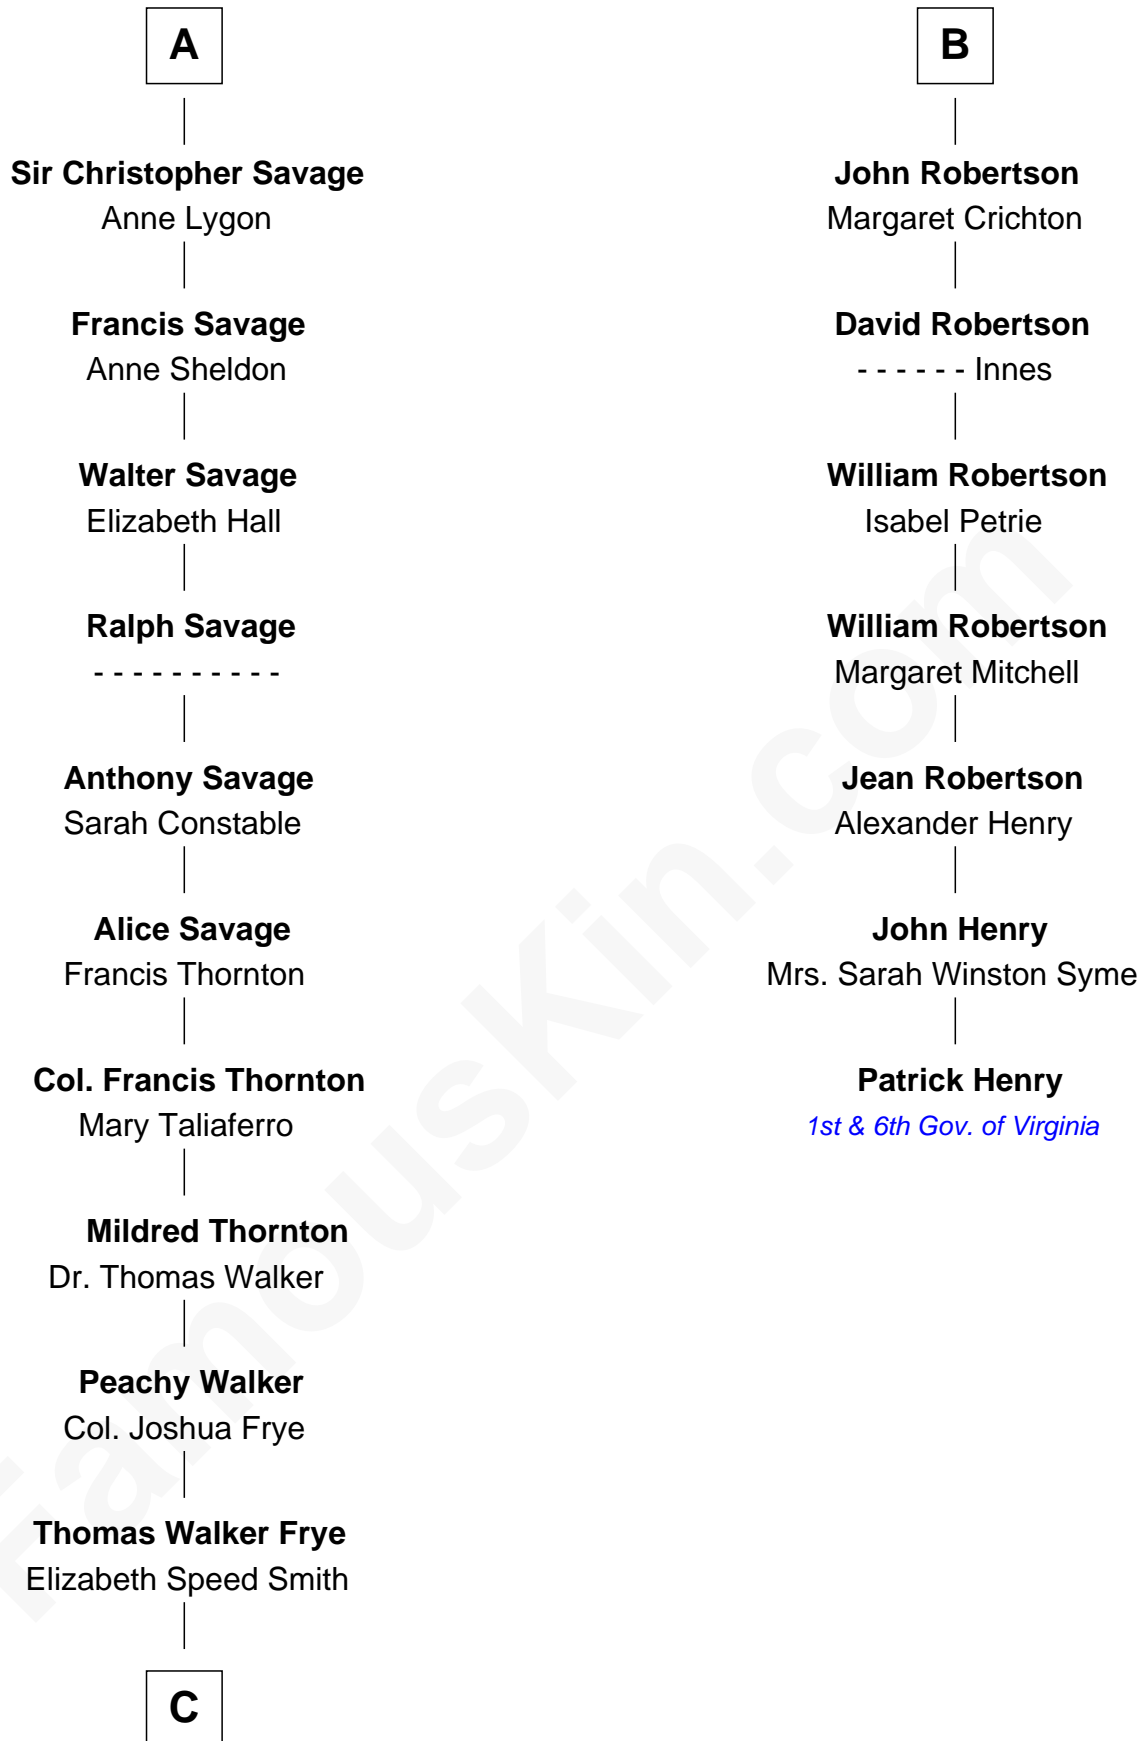 A
Sir Christopher Savage
Anne Lygon
Francis Savage
Anne Sheldon
Walter Savage
Elizabeth Hall
Ralph Savage
- - - - - - - - - -
Anthony Savage
Sarah Constable
Alice Savage
Francis Thornton
Col. Francis Thornton
Mary Taliaferro
Mildred Thornton
Dr. Thomas Walker
Peachy Walker
Col. Joshua Frye
Thomas Walker Frye
Elizabeth Speed Smith
C
B
John Robertson
Margaret Crichton
David Robertson
- - - - - - Innes
William Robertson
Isabel Petrie
William Robertson
Margaret Mitchell
Jean Robertson
Alexander Henry
John Henry
Mrs. Sarah Winston Syme
Patrick Henry
1st & 6th Gov. of Virginia
FamousKin.com